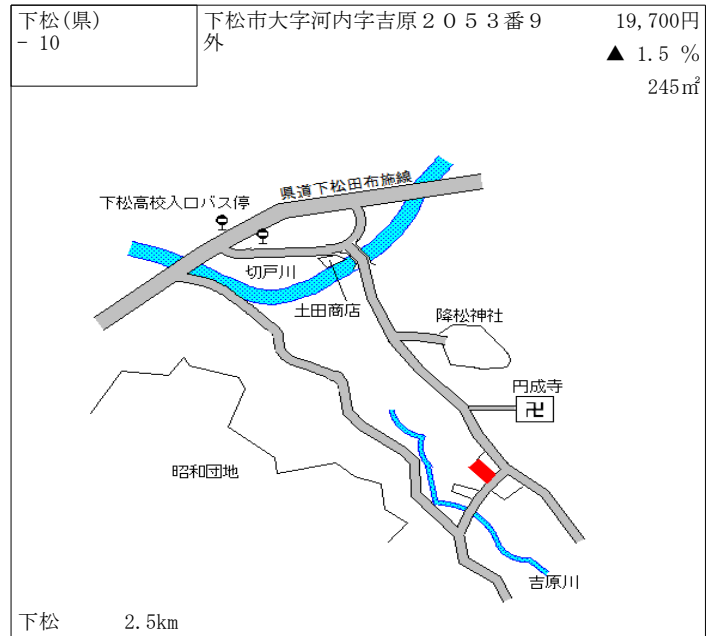 下松(県)
- 10
下松市大字河内字吉原２０５３番９
外
19,700円
▲ 1.5 %
245㎡
県道下松田布施線
下松高校入口バス停
切戸川
土田商店
降松神社
円成寺
卍
昭和団地
吉原川
下松 2.5km